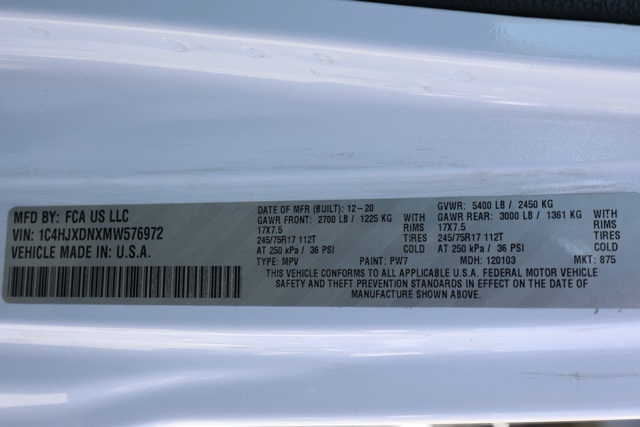 MFD BY: FCA US LLC
VIN: 1C4HJXDNXMW576972
VEHICLE MADE IN: U.S.A.
DATE OF MFR (BUILT): 12-20 GVWR: 5400 LB / 2450 KG
GAWR FRONT: 2700 LB / 1225 KG WITH GAWR REAR: 3000 LB / 1361 KG WITH
17X7.5 RIMS 17X7.5 RIMS
245/75R17 112T TIRES 245/75R17 112T TIRES
AT 250 kPa / 36 PSI COLD AT 250 kPa / 36 PSI COLD
TYPE: MPV PAINT: PW7 MDH: 120103 MKT: 875
THIS VEHICLE CONFORMS TO ALL APPLICABLE U.S.A. FEDERAL MOTOR VEHICLE
SAFETY AND THEFT PREVENTION STANDARDS IN EFFECT ON THE DATE OF
MANUFACTURE SHOWN ABOVE.